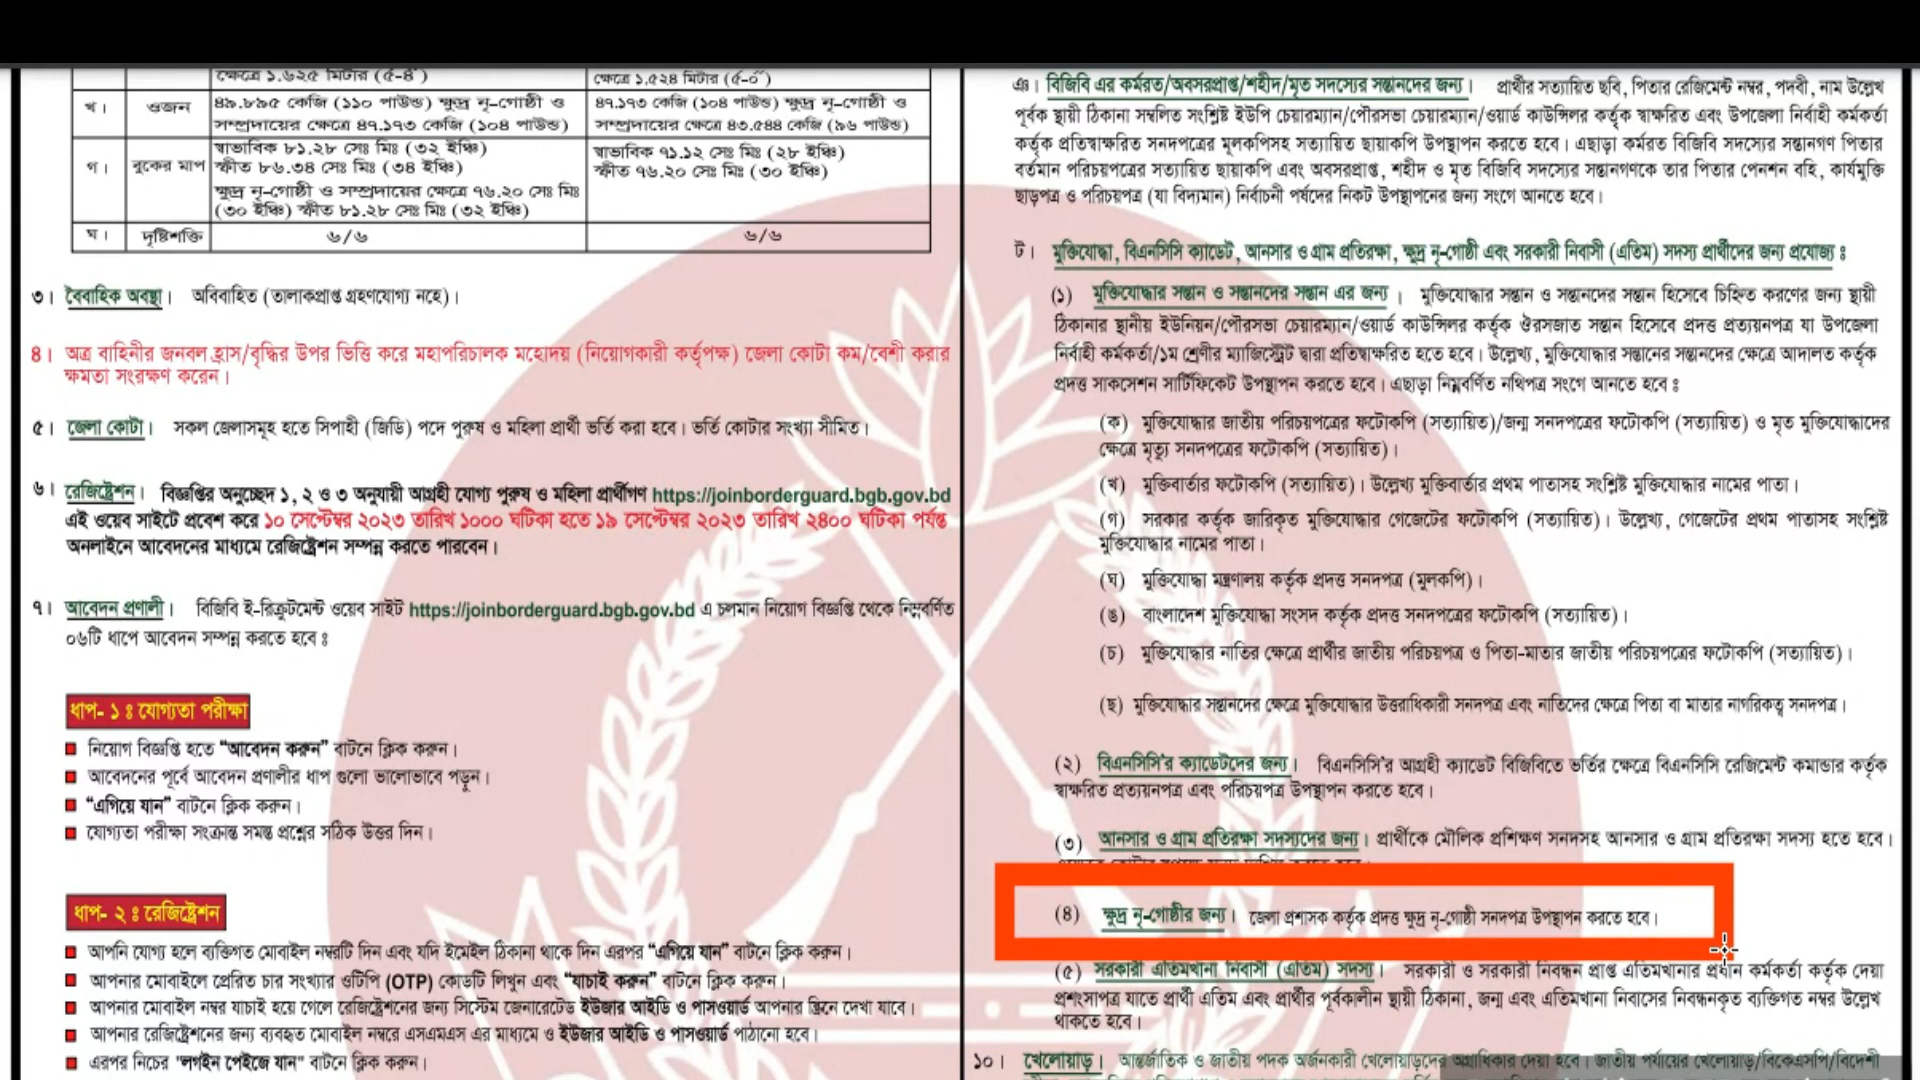 ক্ষেত্রে ১.৬২৫ মিটার (৫'-৪") ক্ষেত্রে ১.৫২৪ মিটার (৫'-০")
খ। ওজন ৪৯.৮৯৫ কেজি (১১০ পাউন্ড) ক্ষুদ্র নৃ-গোষ্ঠী ও ৪৭.১৭৩ কেজি (১০৪ পাউন্ড) ক্ষুদ্র নৃ-গোষ্ঠী ও
সম্প্রদায়ের ক্ষেত্রে ৪৭.১৭৩ কেজি (১০৪ পাউন্ড) সম্প্রদায়ের ক্ষেত্রে ৪৩.৫৪৪ কেজি (৯৬ পাউন্ড)
গ। বুকের মাপ স্বাভাবিক ৮১.২৮ সেঃ মিঃ (৩২ ইঞ্চি) স্বাভাবিক ৭১.১২ সেঃ মিঃ (২৮ ইঞ্চি)
স্ফীত ৮৬.৩৪ সেঃ মিঃ (৩৪ ইঞ্চি) স্ফীত ৭৬.২০ সেঃ মিঃ (৩০ ইঞ্চি)
ক্ষুদ্র নৃ-গোষ্ঠী ও সম্প্রদায়ের ক্ষেত্রে ৭৬.২০ সেঃ মিঃ
(৩০ ইঞ্চি) স্ফীত ৮১.২৮ সেঃ মিঃ (৩২ ইঞ্চি)
ঘ। দৃষ্টিশক্তি ৬/৬ ৬/৬
৩। বৈবাহিক অবস্থা। অবিবাহিত (তালাকপ্রাপ্ত গ্রহণযোগ্য নহে)।
৪। অত্র বাহিনীর জনবল হ্রাস/বৃদ্ধির উপর ভিত্তি করে মহাপরিচালক মহোদয় (নিয়োগকারী কর্তৃপক্ষ) জেলা কোটা কম/বেশী করার
ক্ষমতা সংরক্ষণ করেন।
৫। জেলা কোটা। সকল জেলাসমূহ হতে সিপাহী (জিডি) পদে পুরুষ ও মহিলা প্রার্থী ভর্তি করা হবে। ভর্তি কোটার সংখ্যা সীমিত।
৬। রেজিষ্ট্রেশন। বিজ্ঞপ্তির অনুচ্ছেদ ১, ২ ও ৩ অনুযায়ী আগ্রহী যোগ্য পুরুষ ও মহিলা প্রার্থীগণ https://joinborderguard.bgb.gov.bd
এই ওয়েব সাইটে প্রবেশ করে ১০ সেপ্টেম্বর ২০২৩ তারিখ ১০০০ ঘটিকা হতে ১৯ সেপ্টেম্বর ২০২৩ তারিখ ২৪০০ ঘটিকা পর্যন্ত
অনলাইনে আবেদনের মাধ্যমে রেজিষ্ট্রেশন সম্পন্ন করতে পারবেন।
৭। আবেদন প্রণালী। বিজিবি ই-রিক্রুটমেন্ট ওয়েব সাইট https://joinborderguard.bgb.gov.bd এ চলমান নিয়োগ বিজ্ঞপ্তি থেকে নিম্নবর্ণিত
০৬টি ধাপে আবেদন সম্পন্ন করতে হবে ঃ
ধাপ- ১ ঃ যোগ্যতা পরীক্ষা
নিয়োগ বিজ্ঞপ্তি হতে “আবেদন করুন” বাটনে ক্লিক করুন।
আবেদনের পূর্বে আবেদন প্রণালীর ধাপ গুলো ভালোভাবে পড়ুন।
“এগিয়ে যান” বাটনে ক্লিক করুন।
যোগ্যতা পরীক্ষা সংক্রান্ত সমস্ত প্রশ্নের সঠিক উত্তর দিন।
ধাপ- ২ ঃ রেজিষ্ট্রেশন
আপনি যোগ্য হলে ব্যক্তিগত মোবাইল নম্বরটি দিন এবং যদি ইমেইল ঠিকানা থাকে দিন এরপর “এগিয়ে যান” বাটনে ক্লিক করুন।
আপনার মোবাইলে প্রেরিত চার সংখ্যার ওটিপি (OTP) কোডটি লিখুন এবং “যাচাই করুন” বাটনে ক্লিক করুন।
আপনার মোবাইল নম্বর যাচাই হয়ে গেলে রেজিষ্ট্রেশনের জন্য সিস্টেম জেনারেটেড ইউজার আইডি ও পাসওয়ার্ড আপনার স্ক্রিনে দেখা যাবে।
আপনার রেজিষ্ট্রেশনের জন্য ব্যবহৃত মোবাইল নম্বরে এসএমএস এর মাধ্যমে ও ইউজার আইডি ও পাসওয়ার্ড পাঠানো হবে।
এরপর নিচের "লগইন পেইজে যান" বাটনে ক্লিক করুন।
ঞ। বিজিবি এর কর্মরত/অবসরপ্রাপ্ত/শহীদ/মৃত সদস্যের সন্তানদের জন্য। প্রার্থীর সত্যায়িত ছবি, পিতার রেজিমেন্ট নম্বর, পদবী, নাম উল্লেখ
পূর্বক স্থায়ী ঠিকানা সম্বলিত সংশ্লিষ্ট ইউপি চেয়ারম্যান/পৌরসভা চেয়ারম্যান/ওয়ার্ড কাউন্সিলর কর্তৃক স্বাক্ষরিত এবং উপজেলা নির্বাহী কর্মকর্তা
কর্তৃক প্রতিস্বাক্ষরিত সনদপত্রের মূলকপিসহ সত্যায়িত ছায়াকপি উপস্থাপন করতে হবে। এছাড়া কর্মরত বিজিবি সদস্যের সন্তানগণ পিতার
বর্তমান পরিচয়পত্রের সত্যায়িত ছায়াকপি এবং অবসরপ্রাপ্ত, শহীদ ও মৃত বিজিবি সদস্যের সন্তানগণকে তার পিতার পেনশন বহি, কার্যমুক্তি
ছাড়পত্র ও পরিচয়পত্র (যা বিদ্যমান) নির্বাচনী পর্ষদের নিকট উপস্থাপনের জন্য সংগে আনতে হবে।
ট। মুক্তিযোদ্ধা, বিএনসিসি ক্যাডেট, আনসার ও গ্রাম প্রতিরক্ষা, ক্ষুদ্র নৃ-গোষ্ঠী এবং সরকারী নিবাসী (এতিম) সদস্য প্রার্থীদের জন্য প্রযোজ্য ঃ
(১) মুক্তিযোদ্ধার সন্তান ও সন্তানদের সন্তান এর জন্য । মুক্তিযোদ্ধার সন্তান ও সন্তানদের সন্তান হিসেবে চিহ্নিত করণের জন্য স্থায়ী
ঠিকানার স্থানীয় ইউনিয়ন/পৌরসভা চেয়ারম্যান/ওয়ার্ড কাউন্সিলর কর্তৃক ঔরসজাত সন্তান হিসেবে প্রদত্ত প্রত্যয়নপত্র যা উপজেলা
নির্বাহী কর্মকর্তা/১ম শ্রেণীর ম্যাজিস্ট্রেট দ্বারা প্রতিস্বাক্ষরিত হতে হবে। উল্লেখ্য, মুক্তিযোদ্ধার সন্তানের সন্তানদের ক্ষেত্রে আদালত কর্তৃক
প্রদত্ত সাকসেশন সার্টিফিকেট উপস্থাপন করতে হবে। এছাড়া নিম্নবর্ণিত নথিপত্র সংগে আনতে হবে ঃ
(ক) মুক্তিযোদ্ধার জাতীয় পরিচয়পত্রের ফটোকপি (সত্যায়িত)/জন্ম সনদপত্রের ফটোকপি (সত্যায়িত) ও মৃত মুক্তিযোদ্ধাদের
ক্ষেত্রে মৃত্যু সনদপত্রের ফটোকপি (সত্যায়িত)।
(খ) মুক্তিবার্তার ফটোকপি (সত্যায়িত)। উল্লেখ্য মুক্তিবার্তার প্রথম পাতাসহ সংশ্লিষ্ট মুক্তিযোদ্ধার নামের পাতা।
(গ) সরকার কর্তৃক জারিকৃত মুক্তিযোদ্ধার গেজেটের ফটোকপি (সত্যায়িত)। উল্লেখ্য, গেজেটের প্রথম পাতাসহ সংশ্লিষ্ট
মুক্তিযোদ্ধার নামের পাতা।
(ঘ) মুক্তিযোদ্ধা মন্ত্রণালয় কর্তৃক প্রদত্ত সনদপত্র (মুলকপি)।
(ঙ) বাংলাদেশ মুক্তিযোদ্ধা সংসদ কর্তৃক প্রদত্ত সনদপত্রের ফটোকপি (সত্যায়িত)।
(চ) মুক্তিযোদ্ধার নাতির ক্ষেত্রে প্রার্থীর জাতীয় পরিচয়পত্র ও পিতা-মাতার জাতীয় পরিচয়পত্রের ফটোকপি (সত্যায়িত)।
(ছ) মুক্তিযোদ্ধার সন্তানদের ক্ষেত্রে মুক্তিযোদ্ধার উত্তরাধিকারী সনদপত্র এবং নাতিদের ক্ষেত্রে পিতা বা মাতার নাগরিকত্ব সনদপত্র।
(২) বিএনসিসি'র ক্যাডেটদের জন্য। বিএনসিসি'র আগ্রহী ক্যাডেট বিজিবিতে ভর্তির ক্ষেত্রে বিএনসিসি রেজিমেন্ট কমান্ডার কর্তৃক
স্বাক্ষরিত প্রত্যয়নপত্র এবং পরিচয়পত্র উপস্থাপন করতে হবে।
(৩) আনসার ও গ্রাম প্রতিরক্ষা সদস্যদের জন্য। প্রার্থীকে মৌলিক প্রশিক্ষণ সনদসহ আনসার ও গ্রাম প্রতিরক্ষা সদস্য হতে হবে।
(৪) ক্ষুদ্র নৃ-গোষ্ঠীর জন্য। জেলা প্রশাসক কর্তৃক প্রদত্ত ক্ষুদ্র নৃ-গোষ্ঠী সনদপত্র উপস্থাপন করতে হবে।
(৫) সরকারী এতিমখানা নিবাসী (এতিম) সদস্য। সরকারী ও সরকারী নিবন্ধন প্রাপ্ত এতিমখানার প্রধান কর্মকর্তা কর্তৃক দেয়া
প্রশংসাপত্র যাতে প্রার্থী এতিম এবং প্রার্থীর পূর্বকালীন স্থায়ী ঠিকানা, জন্ম এবং এতিমখানা নিবাসের নিবন্ধনকৃত ব্যক্তিগত নম্বর উল্লেখ
থাকতে হবে।
১০। খেলোয়াড়। আন্তর্জাতিক ও জাতীয় পদক অর্জনকারী খেলোয়াড়দের অগ্রাধিকার দেয়া হবে। জাতীয় পর্যায়ের খেলোয়াড়/বিকেএসপি/বিদেশী